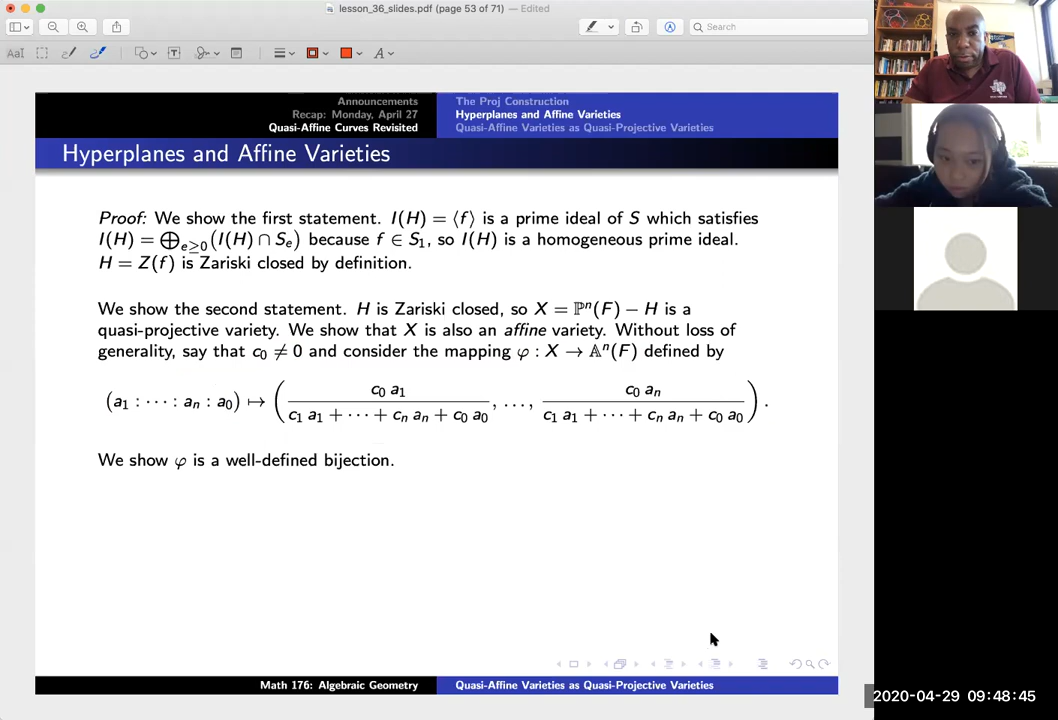 lesson_36_slides.pdf (page 53 of 71) — Edited
Search
AaI
A
Announcements
Recap: Monday, April 27
Quasi-Affine Curves Revisited
The Proj Construction
Hyperplanes and Affine Varieties
Quasi-Affine Varieties as Quasi-Projective Varieties
Hyperplanes and Affine Varieties
Proof: We show the first statement. I(H) = ⟨f⟩ is a prime ideal of S which satisfies
I(H) = ⊕_{e≥0} (I(H) ∩ S_e) because f ∈ S₁, so I(H) is a homogeneous prime ideal.
H = Z(f) is Zariski closed by definition.
We show the second statement. H is Zariski closed, so X = ℙⁿ(F) − H is a
quasi-projective variety. We show that X is also an affine variety. Without loss of
generality, say that c₀ ≠ 0 and consider the mapping φ : X → 𝔸ⁿ(F) defined by
(a₁ : ⋯ : aₙ : a₀) ↦ ( c₀ a₁ / (c₁ a₁ + ⋯ + cₙ aₙ + c₀ a₀), …, c₀ aₙ / (c₁ a₁ + ⋯ + cₙ aₙ + c₀ a₀) ).
We show φ is a well-defined bijection.
Math 176: Algebraic Geometry
Quasi-Affine Varieties as Quasi-Projective Varieties
2020-04-29 09:48:45